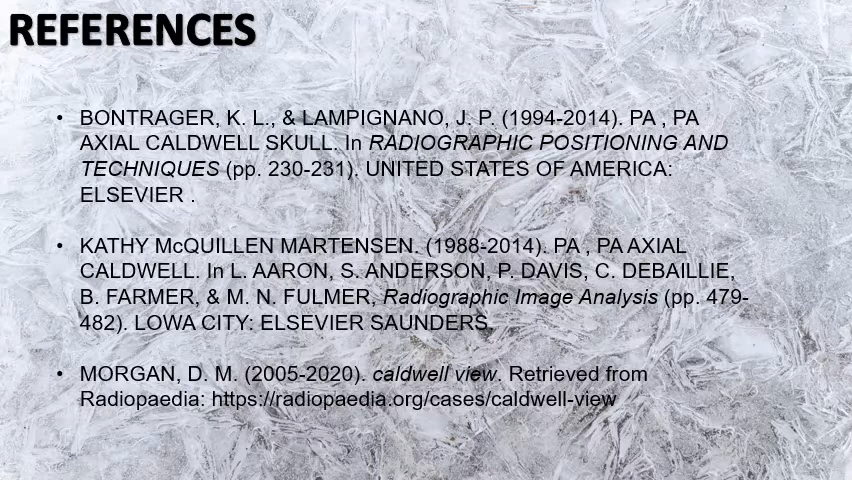 REFERENCES
• BONTRAGER, K. L., & LAMPIGNANO, J. P. (1994-2014). PA , PA
AXIAL CALDWELL SKULL. In RADIOGRAPHIC POSITIONING AND
TECHNIQUES (pp. 230-231). UNITED STATES OF AMERICA:
ELSEVIER .
• KATHY McQUILLEN MARTENSEN. (1988-2014). PA , PA AXIAL
CALDWELL. In L. AARON, S. ANDERSON, P. DAVIS, C. DEBAILLIE,
B. FARMER, & M. N. FULMER, Radiographic Image Analysis (pp. 479-
482). LOWA CITY: ELSEVIER SAUNDERS.
• MORGAN, D. M. (2005-2020). caldwell view. Retrieved from
Radiopaedia: https://radiopaedia.org/cases/caldwell-view